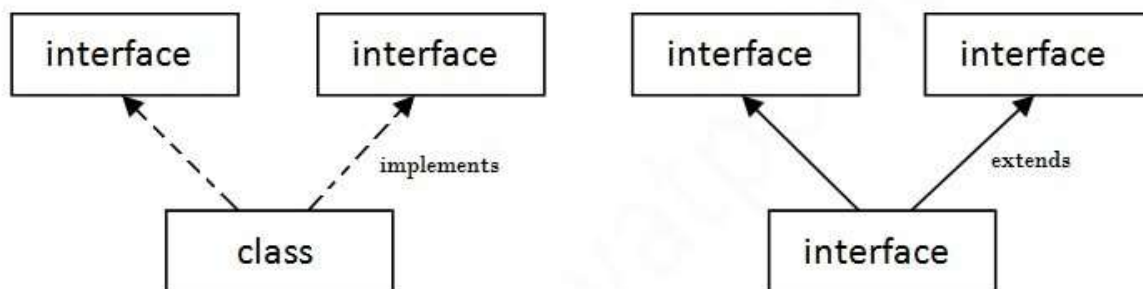 interface interface interface interface
implements extends
class interface